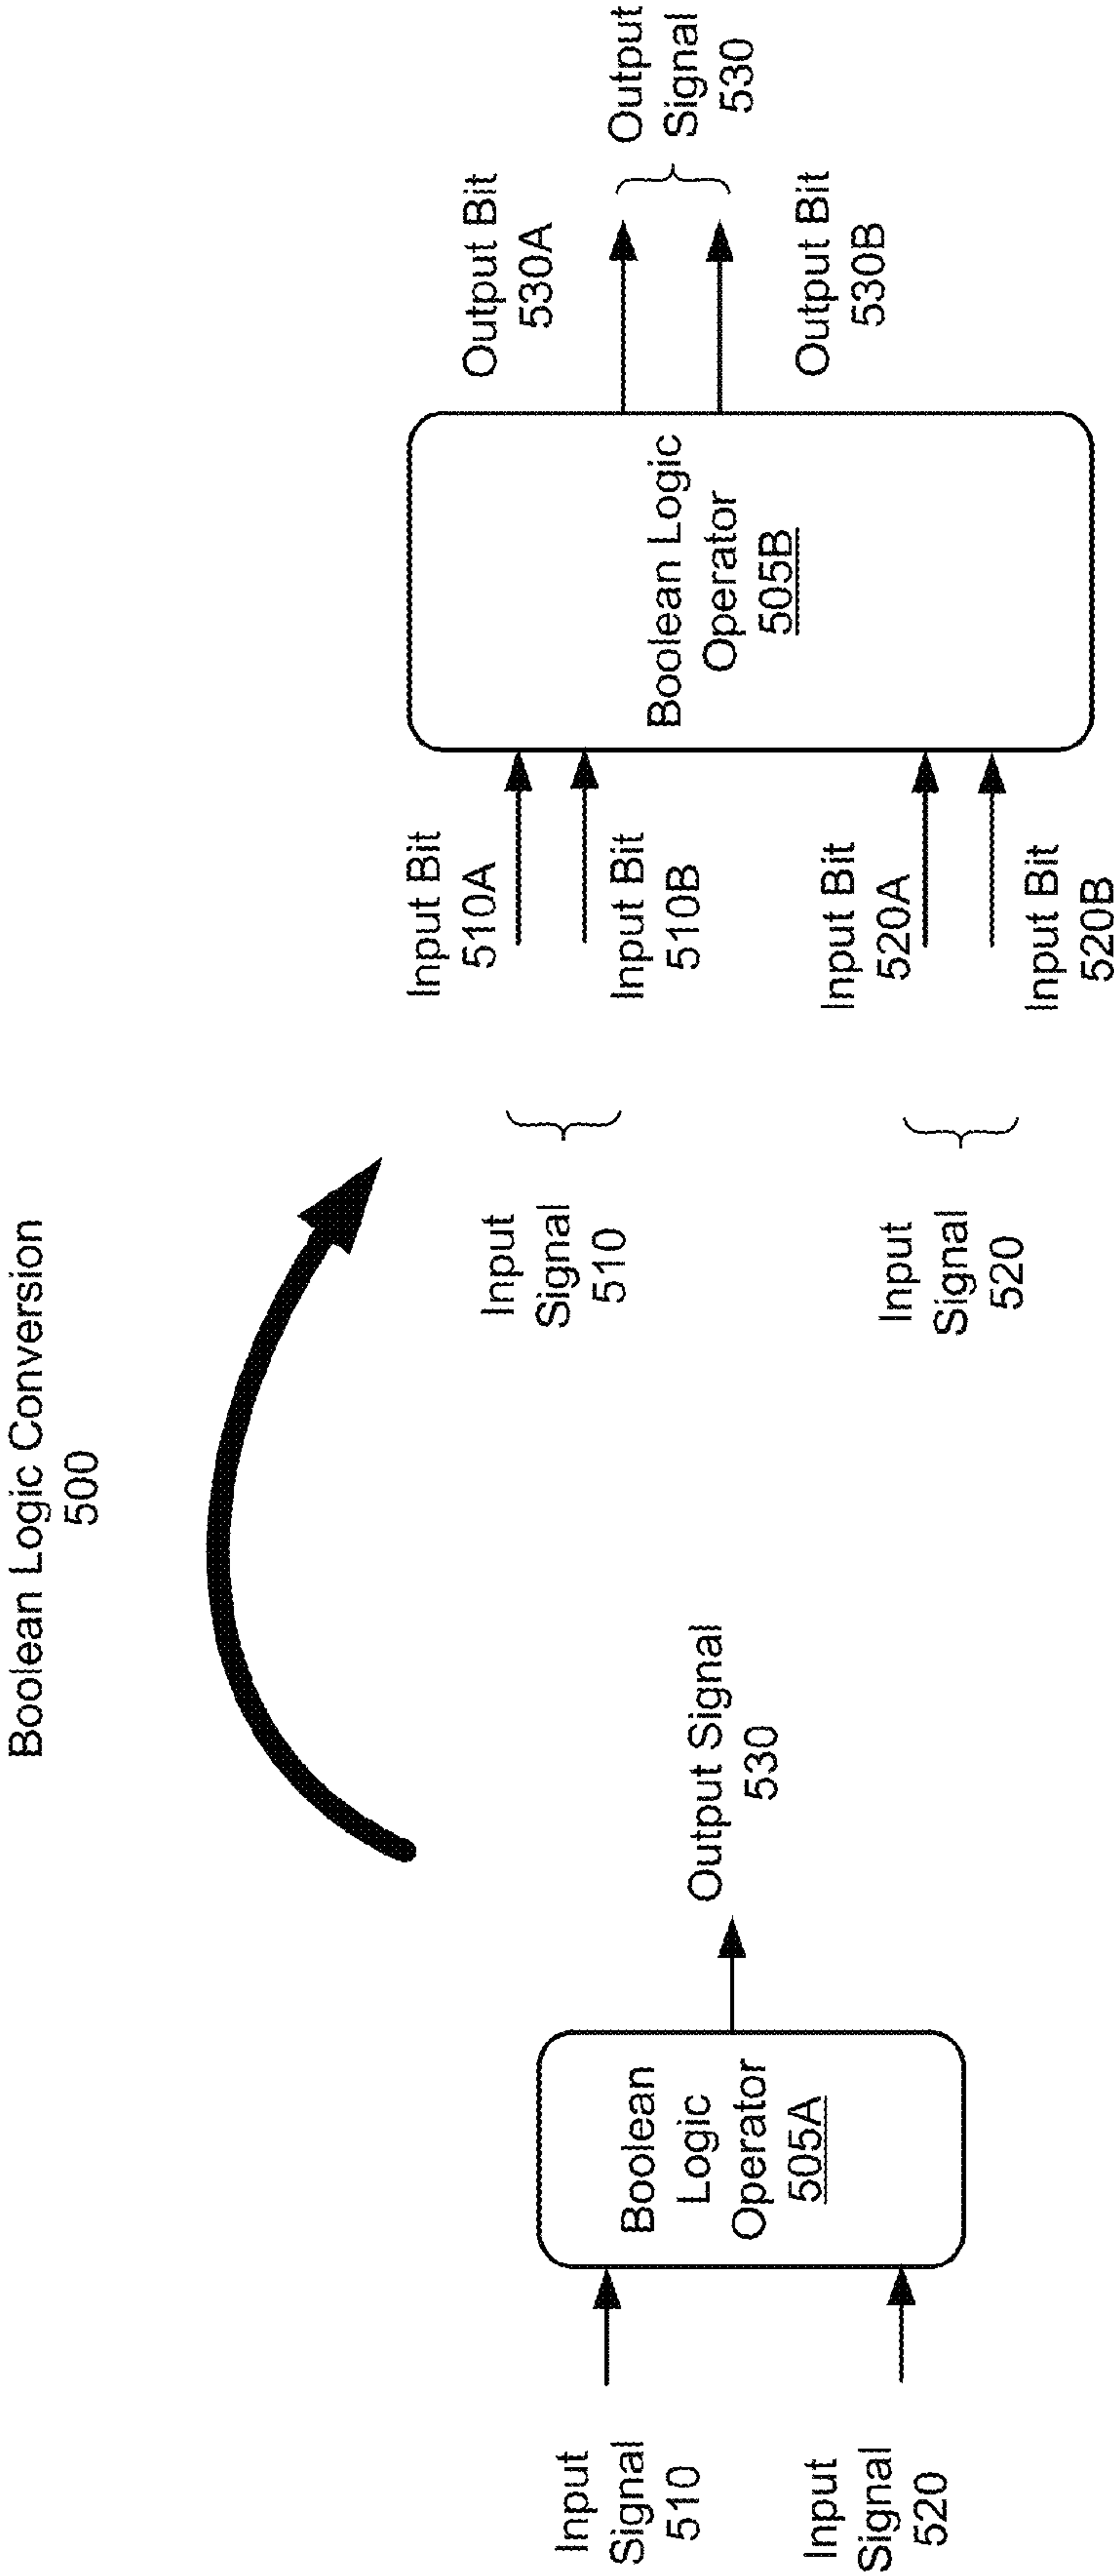 Boolean Logic Conversion
500
Input
Signal
510
Input
Signal
520
Boolean
Logic
Operator
505A
Output Signal
530
Input
Signal
510
Input
Signal
520
Input Bit
510A
Input Bit
510B
Input Bit
520A
Input Bit
520B
Boolean Logic
Operator
505B
Output Bit
530A
Output Bit
530B
Output
Signal
530